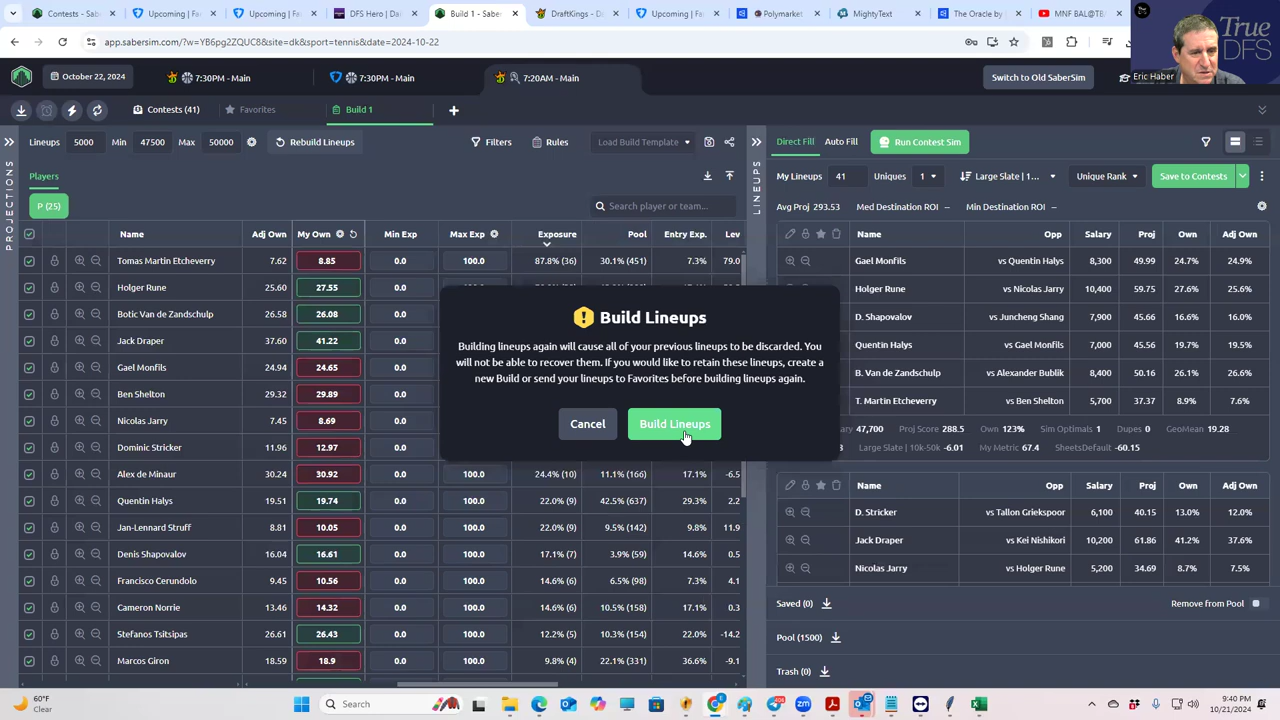 Contests - Saber
Upcoming | Fa
Upcoming | Fa
DFS Hero | Da
Build 1 - Saber
DraftKings -
Upcoming | Fa
Polymarket
MightyText
The Oracle by
MNF BAL@TB
app.sabersim.com/?w=YB6pg2ZQUC8&site=dk&sport=tennis&date=2024-10-22
True
DFS
Eric Haber
October 22, 2024
7:30PM - Main
7:30PM - Main
7:20AM - Main
Switch to Old SaberSim
Contests (41)
Favorites
Build 1
Lineups 5000 Min 47500 Max 50000 Rebuild Lineups Filters Rules Load Build Template
Direct Fill Auto Fill Run Contest Sim
PROJECTIONS
LINEUPS
Players
My Lineups 41 Uniques 1 Large Slate | 1... Unique Rank Save to Contests
P (25)
Search player or team...
Avg Proj 293.53 Med Destination ROI -- Min Destination ROI --
Name Adj Own My Own Min Exp Max Exp Exposure Pool Entry Exp. Lev
Name Opp Salary Proj Own Adj Own
Tomas Martin Etcheverry 7.62 8.85 0.0 100.0 87.8% (36) 30.1% (451) 7.3% 79.0
Gael Monfils vs Quentin Halys 8,300 49.99 24.7% 24.9%
Holger Rune 25.60 27.55 0.0 100.0
Holger Rune vs Nicolas Jarry 10,400 59.75 27.6% 25.6%
Botic Van de Zandschulp 26.58 26.08 0.0
D. Shapovalov vs Juncheng Shang 7,900 45.66 16.6% 16.0%
Jack Draper 37.60 41.22 0.0
Quentin Halys vs Gael Monfils 7,000 45.56 19.7% 19.5%
Gael Monfils 24.94 24.65 0.0
B. Van de Zandschulp vs Alexander Bublik 8,400 50.16 26.1% 26.6%
Ben Shelton 29.32 29.89 0.0
T. Martin Etcheverry vs Ben Shelton 5,700 37.37 8.9% 7.6%
Nicolas Jarry 7.45 8.69 0.0
ary 47,700 Proj Score 288.5 Own 123% Sim Optimals 1 Dupes 0 GeoMean 19.28
Dominic Stricker 11.96 12.97 0.0
Large Slate | 10k -6.01 My Metric 67.4 SheetsDefault -60.15
Alex de Minaur 30.24 30.92 0.0 100.0 24.4% (10) 11.1% (166) 17.1% -6.5
Name Opp Salary Proj Own Adj Own
Quentin Halys 19.51 19.74 0.0 100.0 22.0% (9) 42.5% (637) 29.3% 2.2
D. Stricker vs Tallon Griekspoor 6,100 40.15 13.0% 12.0%
Jan-Lennard Struff 8.81 10.05 0.0 100.0 22.0% (9) 9.5% (142) 9.8% 11.9
Jack Draper vs Kei Nishikori 10,600 61.86 41.2% 37.6%
Denis Shapovalov 16.04 16.61 0.0 100.0 17.1% (7) 3.9% (59) 14.6% 0.5
Nicolas Jarry vs Holger Rune 5,200 34.69 8.7% 7.5%
Francisco Cerundolo 9.45 10.56 0.0 100.0 14.6% (6) 6.5% (98) 7.3% 4.1
Cameron Norrie 13.46 14.32 0.0 100.0 14.6% (6) 10.5% (158) 17.1% 0.3
Saved (0) Remove from Pool
Stefanos Tsitsipas 26.61 26.43 0.0 100.0 12.2% (5) 10.3% (154) 22.0% -14.2
Pool (1500)
Marcos Giron 18.59 18.9 0.0 100.0 9.8% (4) 22.1% (331) 36.6% -9.1
Trash (0)
Build Lineups
Building lineups again will cause all of your previous lineups to be discarded. You
will not be able to recover them. If you would like to retain these lineups, create a
new Build or send your lineups to Favorites before building lineups again.
Cancel
Build Lineups
60°F
Clear
Search
9:40 PM
10/21/2024